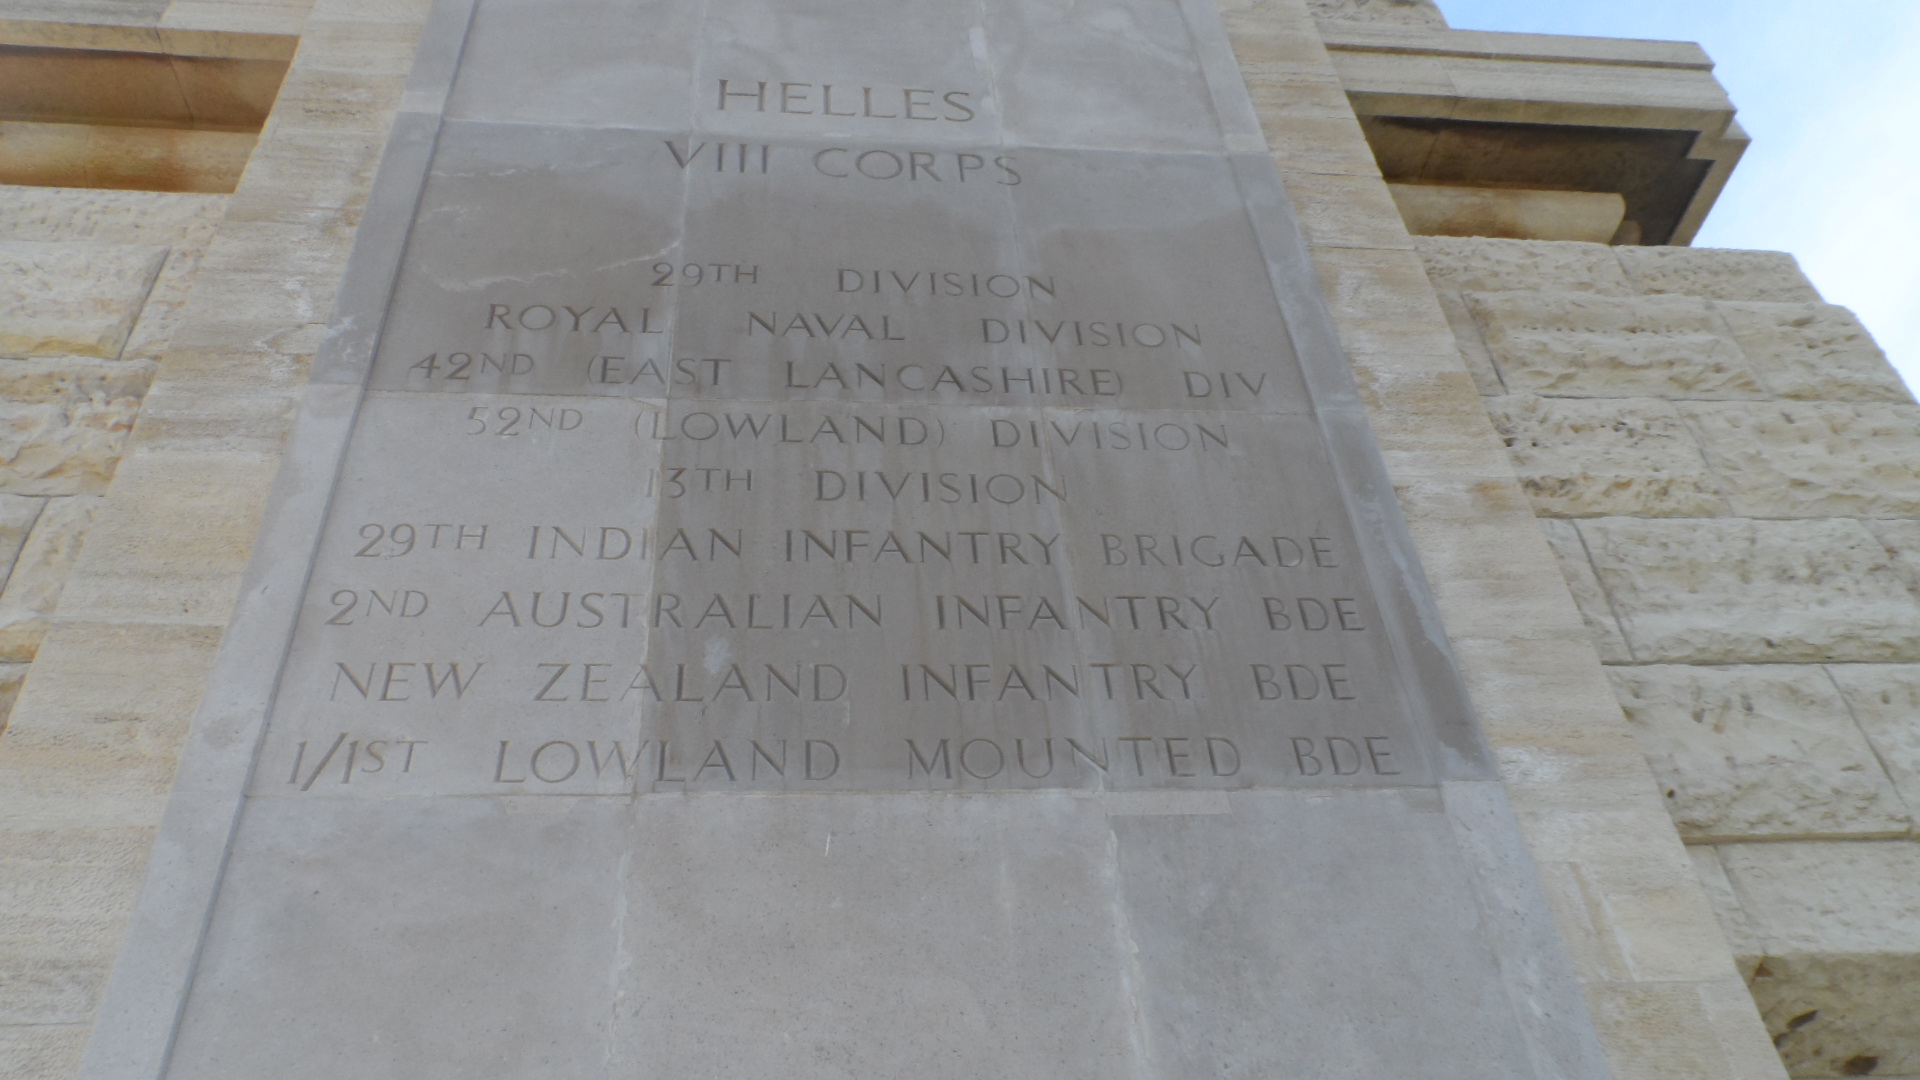 HELLES
VIII CORPS
29TH DIVISION
ROYAL NAVAL DIVISION
42ND (EAST LANCASHIRE) DIV
52ND (LOWLAND) DIVISION
13TH DIVISION
29TH INDIAN INFANTRY BRIGADE
2ND AUSTRALIAN INFANTRY BDE
NEW ZEALAND INFANTRY BDE
1/1ST LOWLAND MOUNTED BDE